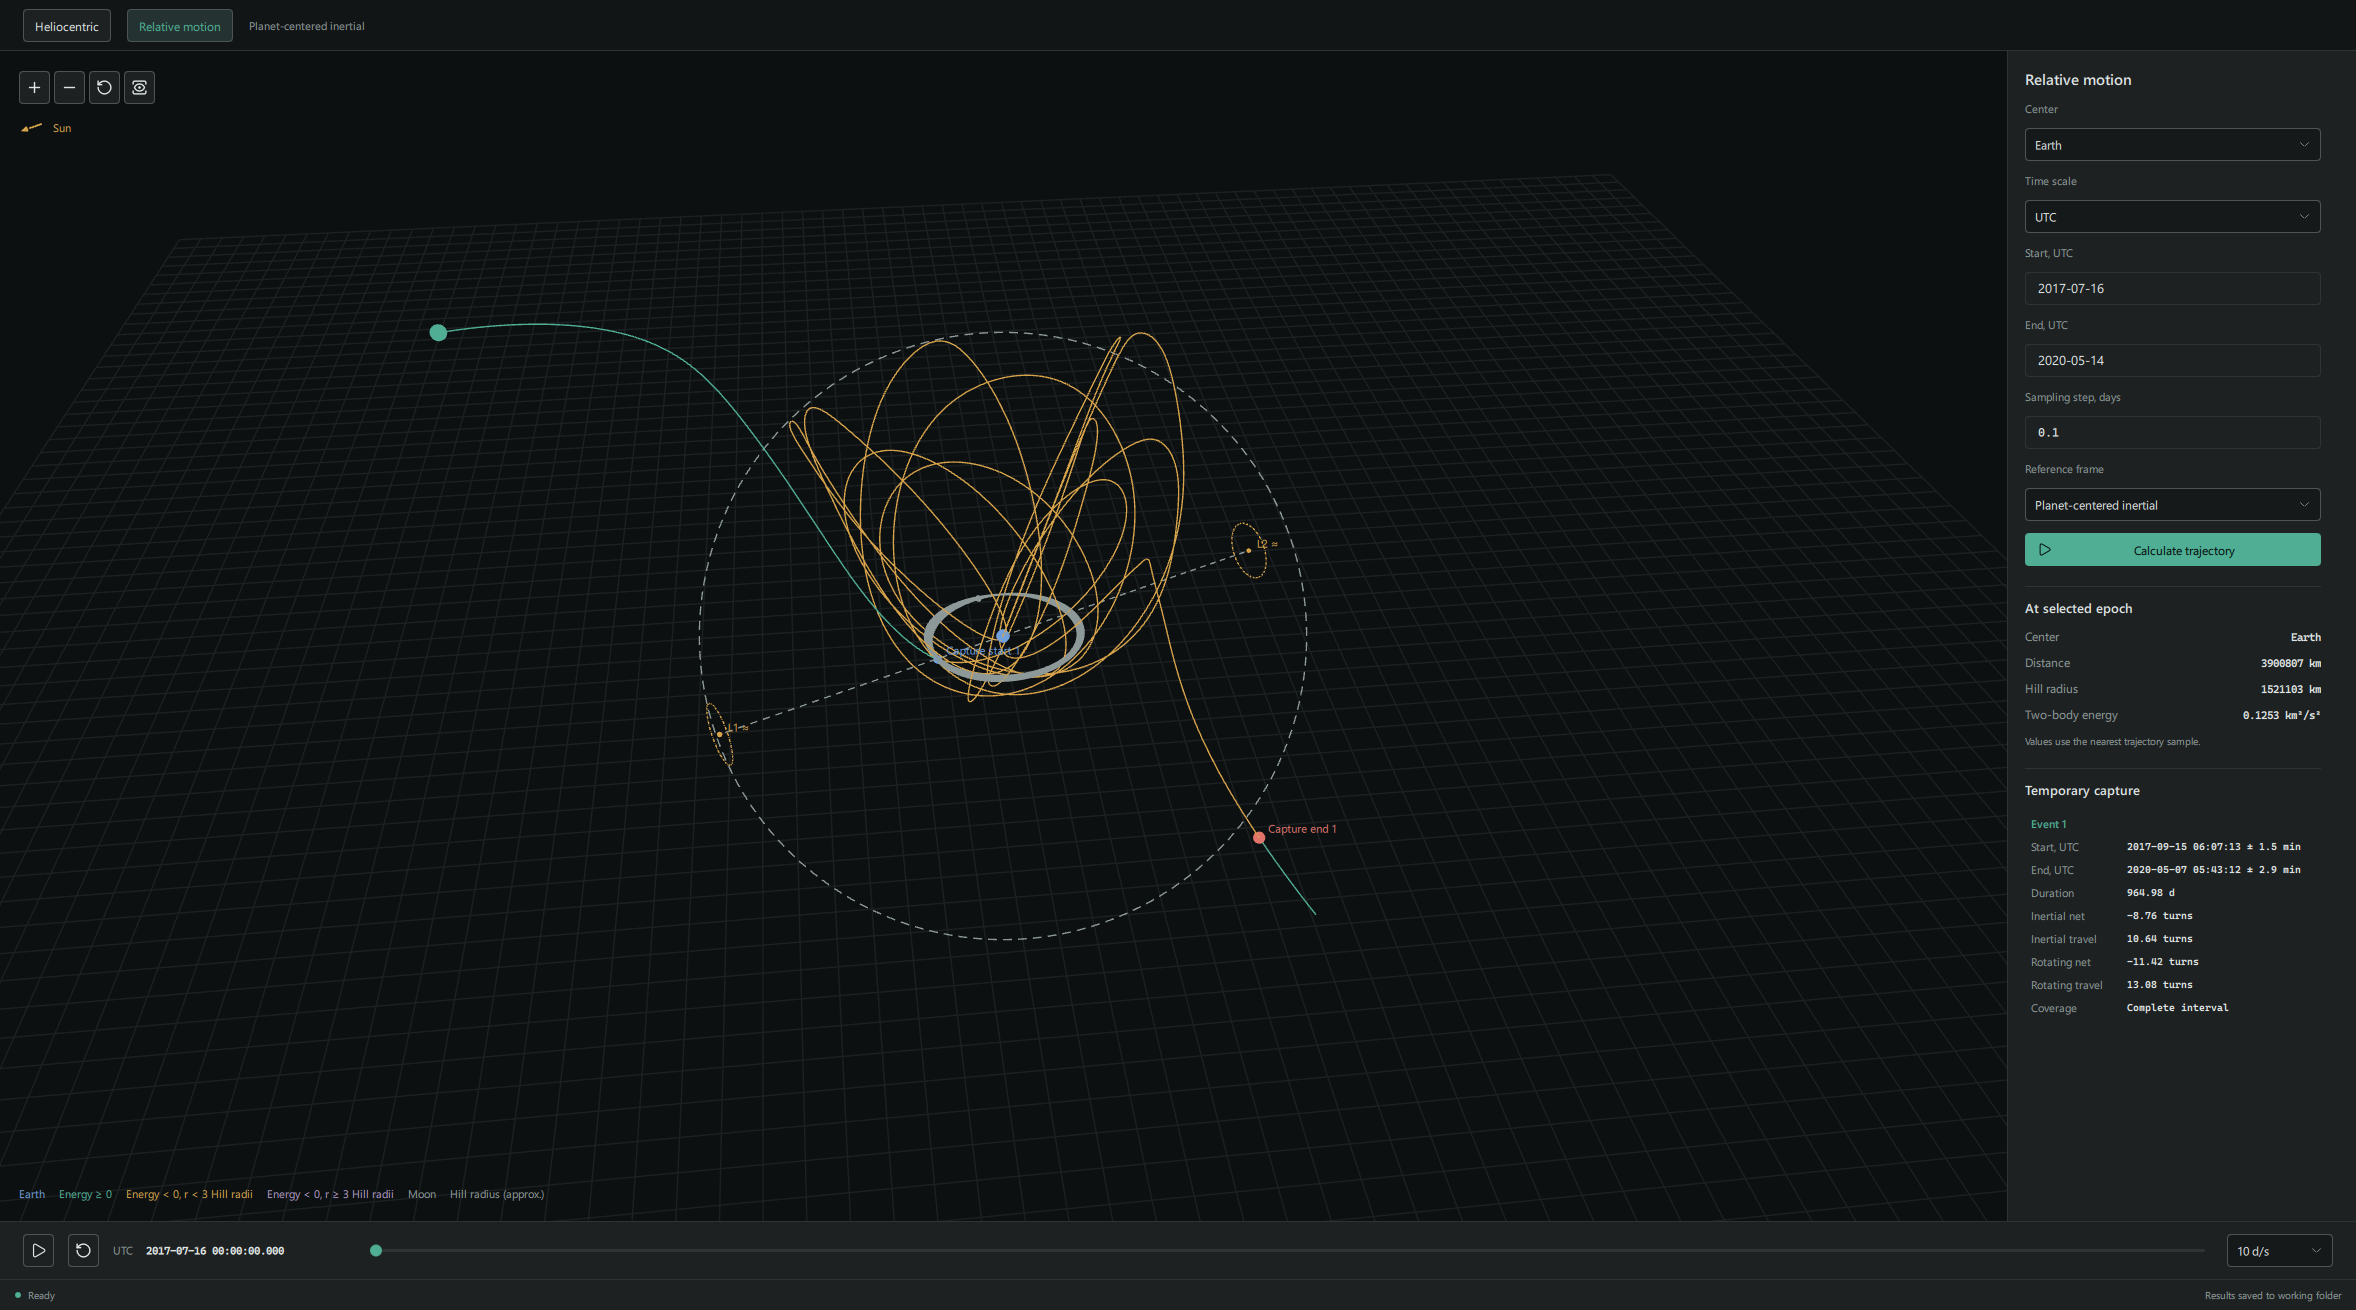 Heliocentric
Relative motion
Planet-centered inertial
Sun
L2 ≈
Capture start 1
L1 ≈
Capture end 1
Earth Energy ≥ 0 Energy < 0, r < 3 Hill radii Energy < 0, r ≥ 3 Hill radii Moon Hill radius (approx.)
Relative motion
Center
Earth
Time scale
UTC
Start, UTC
2017-07-16
End, UTC
2020-05-14
Sampling step, days
0.1
Reference frame
Planet-centered inertial
Calculate trajectory
At selected epoch
Center Earth
Distance 3900807 km
Hill radius 1521103 km
Two-body energy 0.1253 km²/s²
Values use the nearest trajectory sample.
Temporary capture
Event 1
Start, UTC 2017-09-15 06:07:13 ± 1.5 min
End, UTC 2020-05-07 05:43:12 ± 2.9 min
Duration 964.98 d
Inertial net -8.76 turns
Inertial travel 10.64 turns
Rotating net -11.42 turns
Rotating travel 13.08 turns
Coverage Complete interval
UTC 2017-07-16 00:00:00.000
10 d/s
Ready
Results saved to working folder